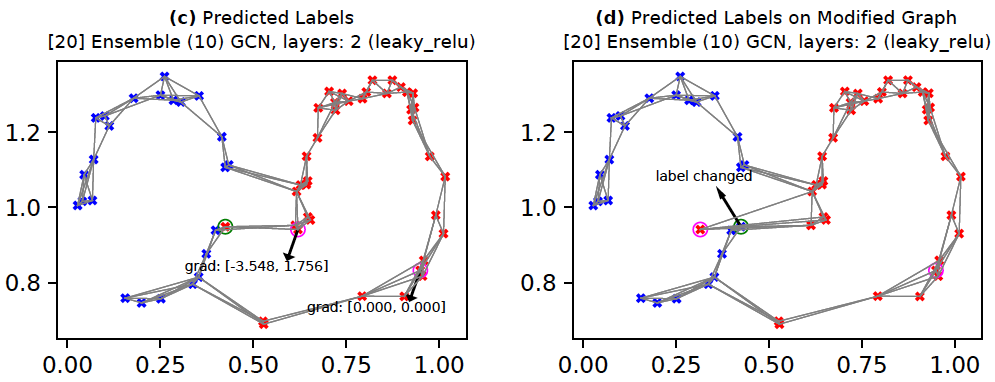 (c) Predicted Labels
[20] Ensemble (10) GCN, layers: 2 (leaky_relu)
1.2
1.0
0.8
grad: [-3.548, 1.756]
grad: [0.000, 0.000]
0.00 0.25 0.50 0.75 1.00
(d) Predicted Labels on Modified Graph
[20] Ensemble (10) GCN, layers: 2 (leaky_relu)
1.2
1.0
0.8
label changed
0.00 0.25 0.50 0.75 1.00